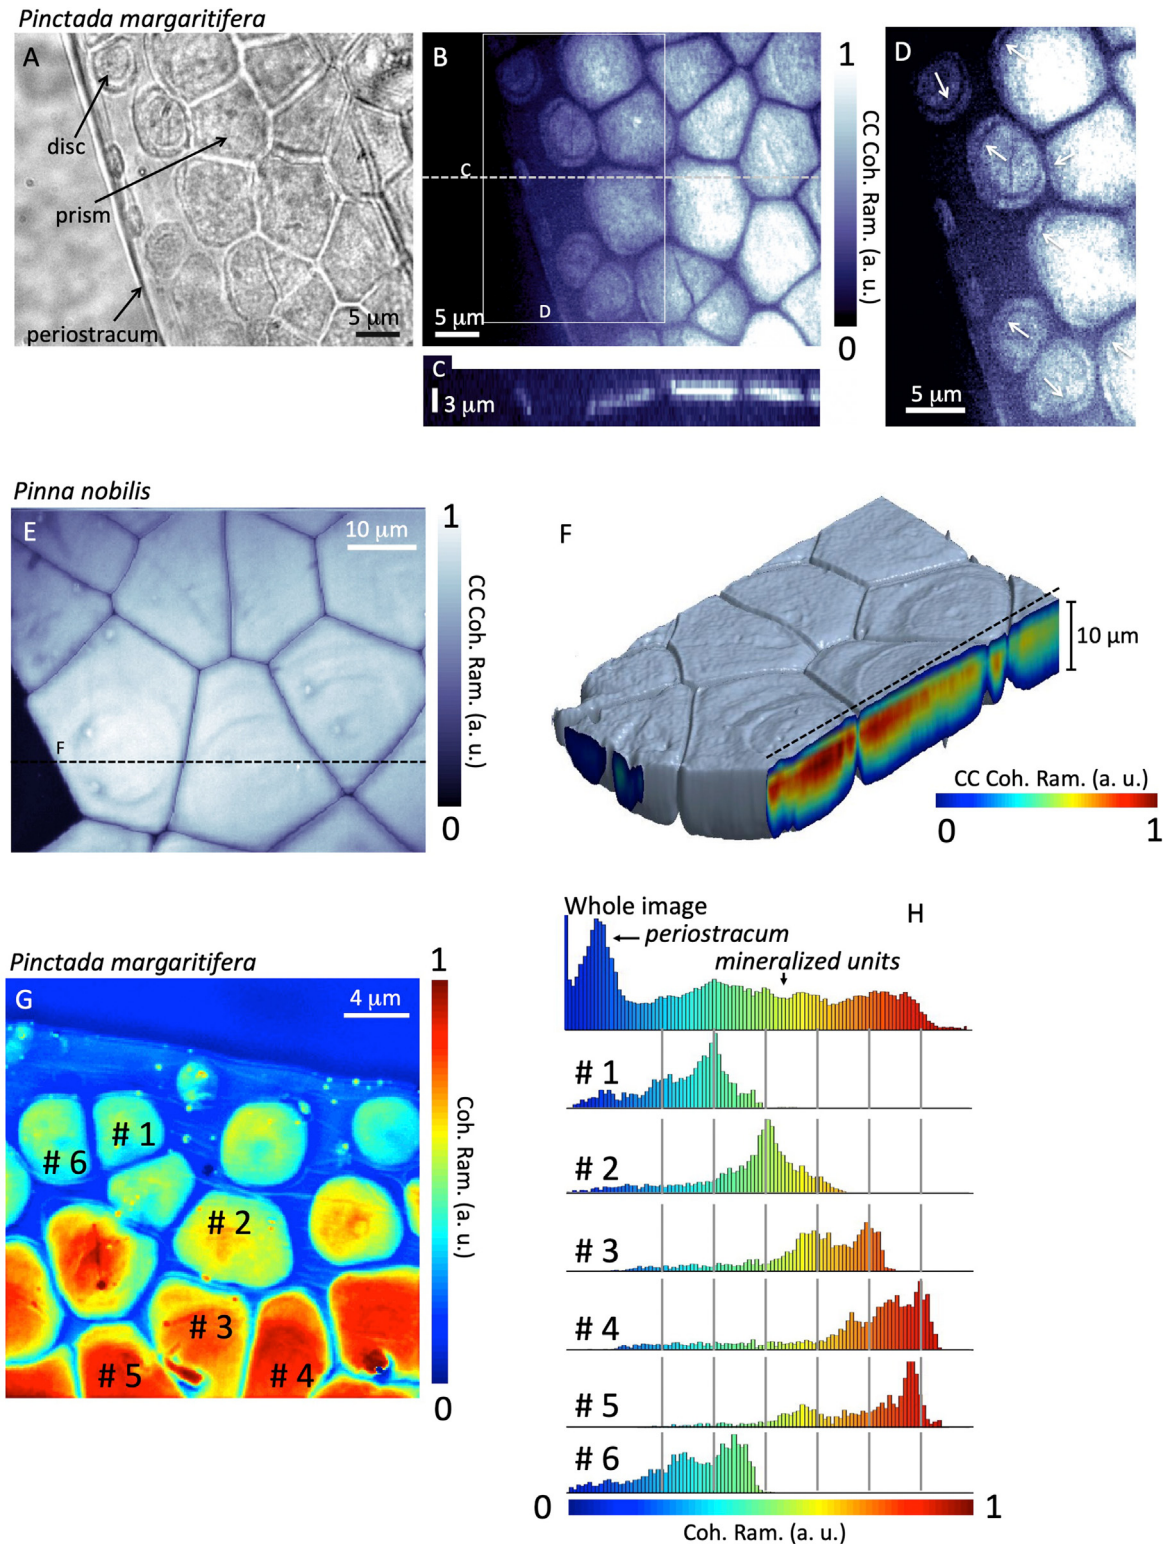 Pinctada margaritifera
A
disc
prism
periostracum
5 μm
B
C
D
5 μm
1
CC Coh. Ram. (a. u.)
0
C
3 μm
D
5 μm
Pinna nobilis
E
10 μm
F
1
CC Coh. Ram. (a. u.)
0
F
10 μm
CC Coh. Ram. (a. u.)
0
1
Pinctada margaritifera
G
4 μm
# 1
# 6
# 2
# 3
# 5
# 4
1
Coh. Ram. (a. u.)
0
Whole image
H
periostracum
mineralized units
# 1
# 2
# 3
# 4
# 5
# 6
0
1
Coh. Ram. (a. u.)